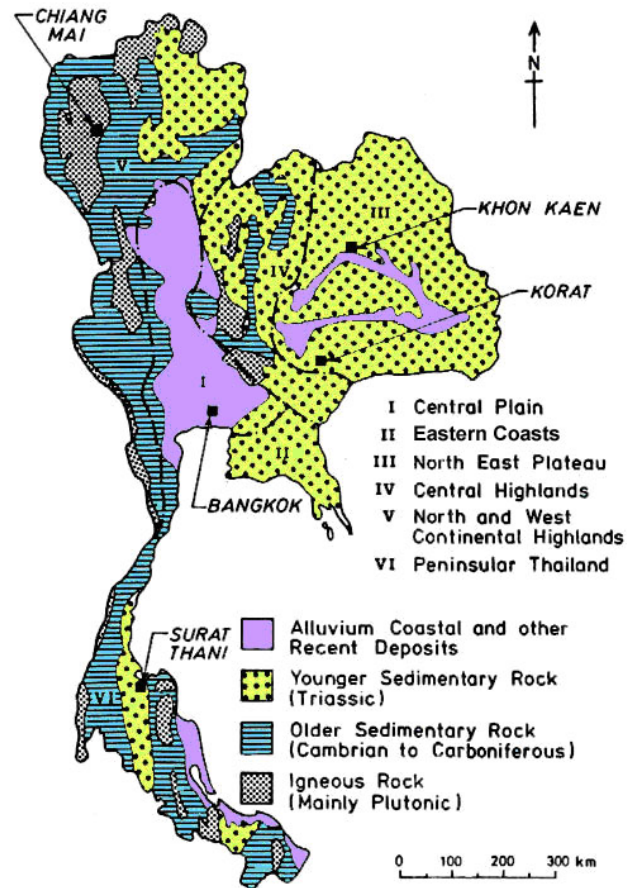 CHIANG
MAI
N
V
III
KHON KAEN
IV
KORAT
I
I Central Plain
II
II Eastern Coasts
III North East Plateau
BANGKOK
IV Central Highlands
V North and West
Continental Highlands
VI Peninsular Thailand
SURAT
THANI
VI
Alluvium Coastal and other
Recent Deposits
Younger Sedimentary Rock
(Triassic)
Older Sedimentary Rock
(Cambrian to Carboniferous)
Igneous Rock
(Mainly Plutonic)
0 100 200 300 km